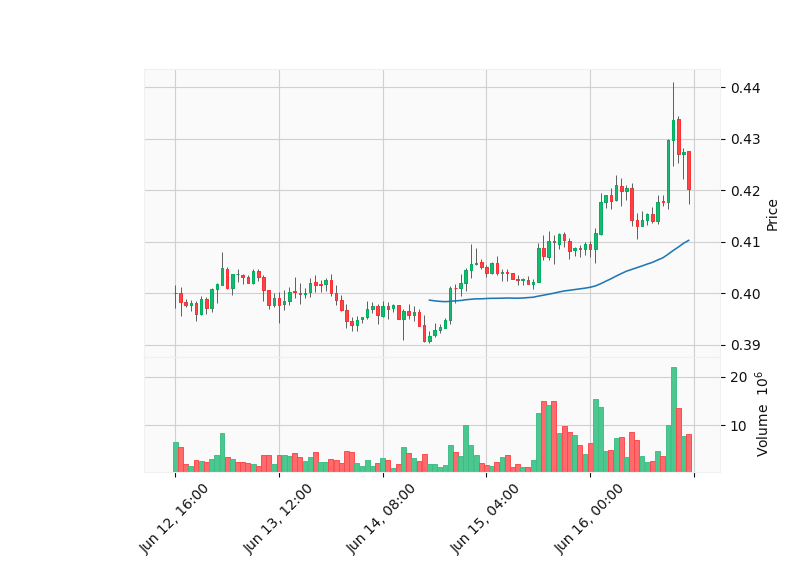 0.44
0.43
0.42
0.41
0.40
0.39
Price
20
10
Volume 10^6
Jun 12, 16:00
Jun 13, 12:00
Jun 14, 08:00
Jun 15, 04:00
Jun 16, 00:00